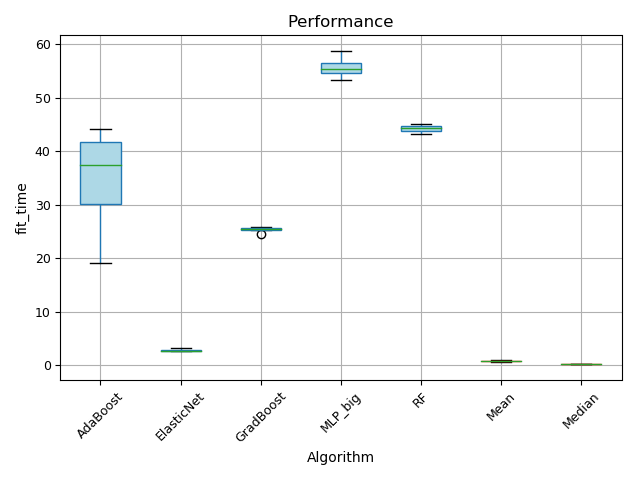 Performance
fit_time
60
50
40
30
20
10
0
AdaBoost
ElasticNet
GradBoost
MLP_big
RF
Mean
Median
Algorithm